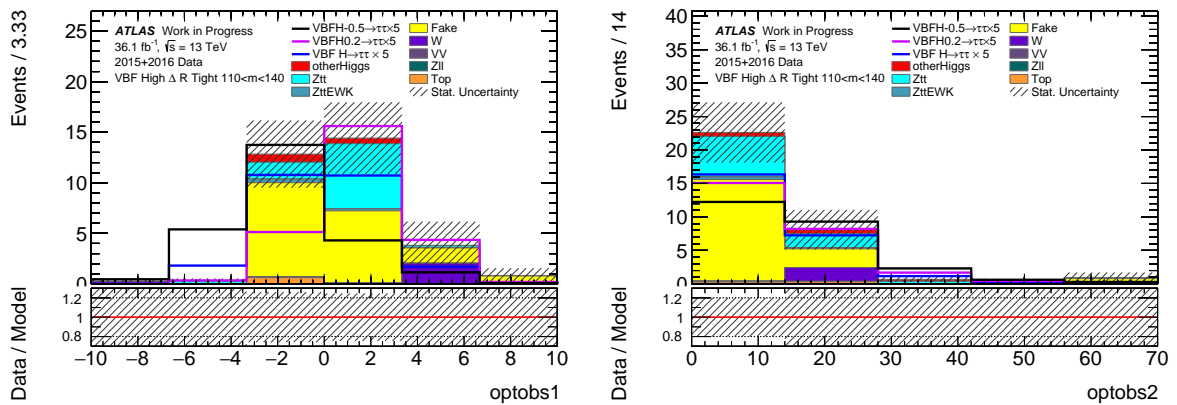 Events / 3.33
25
20
15
10
5
0
ATLAS Work in Progress
36.1 fb⁻¹, √s = 13 TeV
2015+2016 Data
VBF High Δ R Tight 110<m<140
VBFH-0.5→ττ×5
VBFH0.2→ττ×5
VBF H→ττ × 5
otherHiggs
Ztt
ZttEWK
Fake
W
VV
Zll
Top
Stat. Uncertainty
Data / Model
1.2
1
0.8
−10 −8 −6 −4 −2 0 2 4 6 8 10
optobs1
Events / 14
40
35
30
25
20
15
10
5
0
ATLAS Work in Progress
36.1 fb⁻¹, √s = 13 TeV
2015+2016 Data
VBF High Δ R Tight 110<m<140
VBFH-0.5→ττ×5
VBFH0.2→ττ×5
VBF H→ττ × 5
otherHiggs
Ztt
ZttEWK
Fake
W
VV
Zll
Top
Stat. Uncertainty
Data / Model
1.2
1
0.8
0 10 20 30 40 50 60 70
optobs2